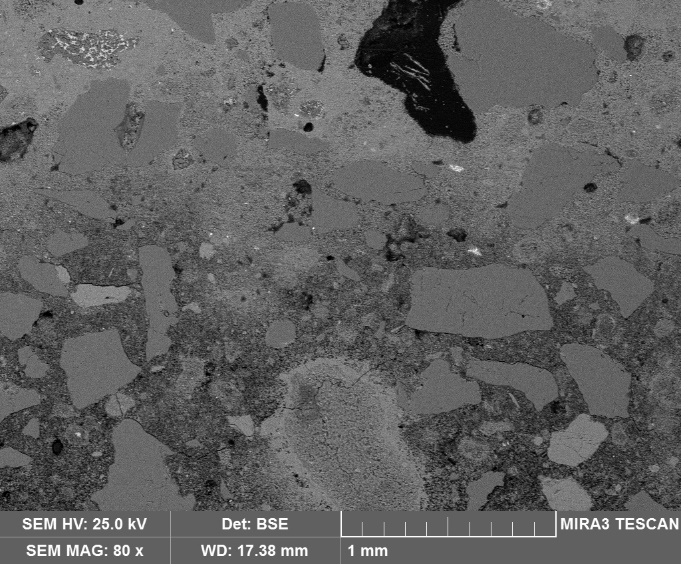 SEM HV: 25.0 kV
Det: BSE
MIRA3 TESCAN
SEM MAG: 80 x
WD: 17.38 mm
1 mm